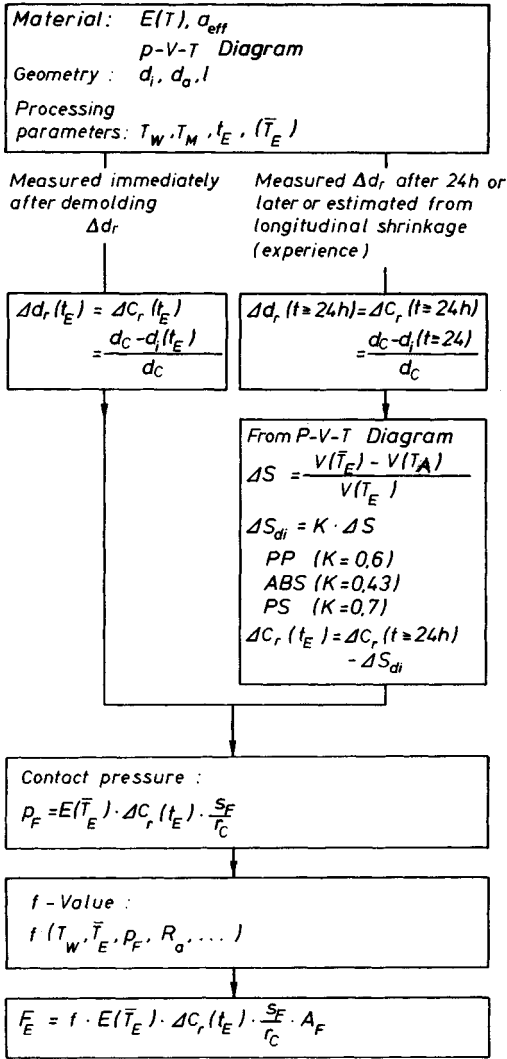 Material: E(T), a_eff
p-V-T Diagram
Geometry: d_i, d_a, l
Processing
parameters: T_W, T_M, t_E, (T̅_E)
Measured immediately
after demolding
Δd_r
Measured Δd_r after 24h or
later or estimated from
longitudinal shrinkage
(experience)
Δd_r(t_E) = ΔC_r(t_E)
= (d_C - d_i(t_E)) / d_C
Δd_r(t≥24h) = ΔC_r(t≥24h)
= (d_C - d_i(t≥24)) / d_C
From P-V-T Diagram
ΔS = (V(T̅_E) - V(T_A)) / V(T_E)
ΔS_di = K · ΔS
PP (K=0,6)
ABS (K=0,43)
PS (K=0,7)
ΔC_r(t_E) = ΔC_r(t≥24h)
- ΔS_di
Contact pressure :
p_F = E(T̅_E) · ΔC_r(t_E) · s_F / r_C
f - Value :
f (T_W, T̅_E, p_F, R_a, ....)
F_E = f · E(T̅_E) · ΔC_r(t_E) · s_F / r_C · A_F